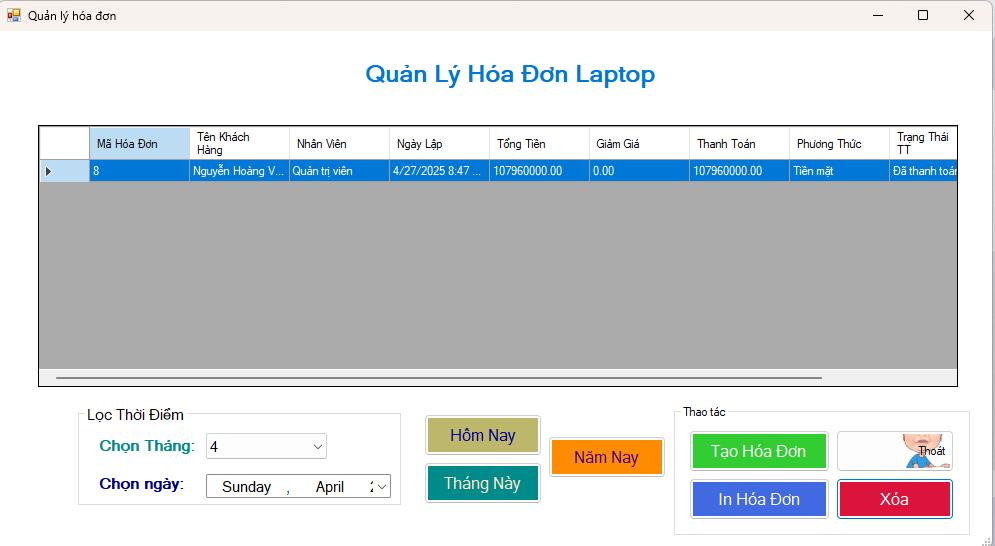 Quản lý hóa đơn
Quản Lý Hóa Đơn Laptop
Mã Hóa Đơn
Tên Khách
Hàng
Nhân Viên
Ngày Lập
Tổng Tiền
Giảm Giá
Thanh Toán
Phương Thức
Trạng Thái
TT
8
Nguyễn Hoàng V...
Quản trị viên
4/27/2025 8:47 ...
107960000.00
0.00
107960000.00
Tiền mặt
Đã thanh toán
Lọc Thời Điểm
Chọn Tháng:
4
Chọn ngày:
Sunday , April
Hôm Nay
Tháng Này
Năm Nay
Thao tác
Tạo Hóa Đơn
Thoát
In Hóa Đơn
Xóa